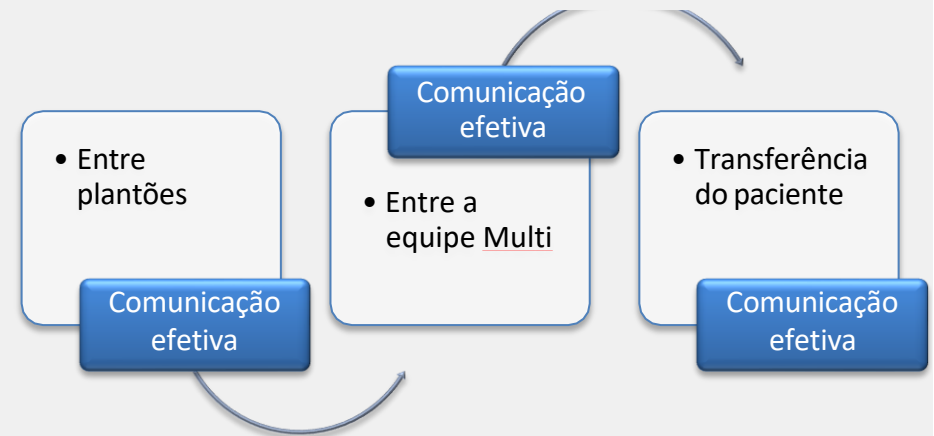 • Entre
plantões
Comunicação
efetiva
Comunicação
efetiva
• Entre a
equipe Multi
• Transferência
do paciente
Comunicação
efetiva